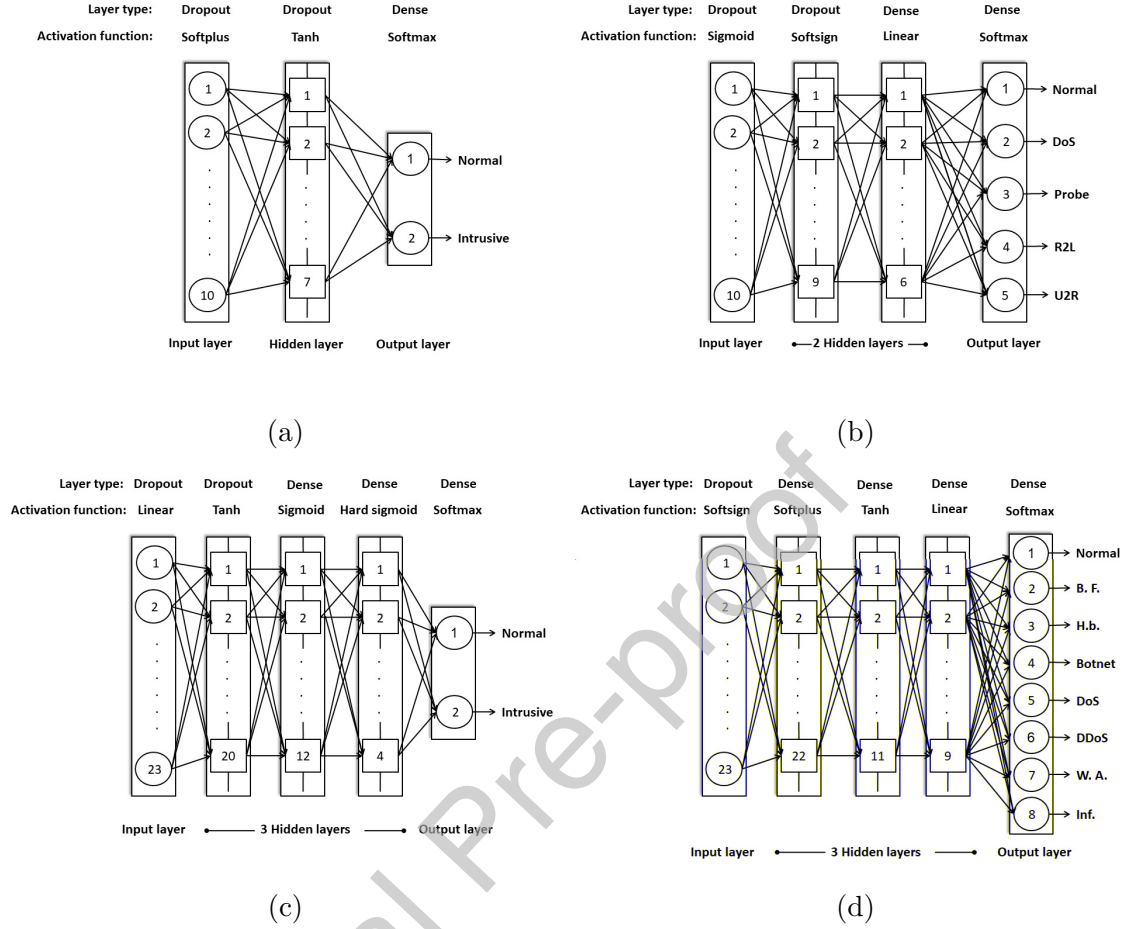 Layer type: Dropout Dropout Dense
Activation function: Softplus Tanh Softmax
1 1
2 2 1 Normal
2 Intrusive
10 7
Input layer Hidden layer Output layer
(a)
Layer type: Dropout Dropout Dense Dense
Activation function: Sigmoid Softsign Linear Softmax
1 1 1 1 Normal
2 2 2 2 DoS
3 Probe
4 R2L
10 9 6 5 U2R
Input layer 2 Hidden layers Output layer
(b)
Layer type: Dropout Dropout Dense Dense Dense
Activation function: Linear Tanh Sigmoid Hard sigmoid Softmax
1 1 1 1
2 2 2 2 1 Normal
2 Intrusive
23 20 12 4
Input layer 3 Hidden layers Output layer
(c)
Layer type: Dropout Dense Dense Dense Dense
Activation function: Softsign Softplus Tanh Linear Softmax
1 1 1 1 1 Normal
2 B. F.
2 2 2 2 3 H.b.
4 Botnet
5 DoS
6 DDoS
23 22 11 9 7 W. A.
8 Inf.
Input layer 3 Hidden layers Output layer
(d)
al Pre-proof